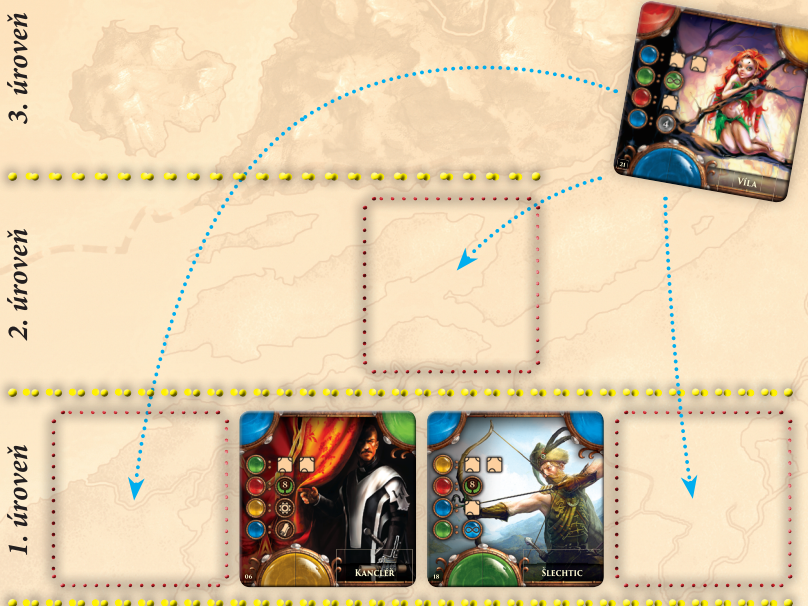 3. úroveň
4
21
Víla
2. úroveň
1. úroveň
8
06
Kancléř
8
18
Šlechtic